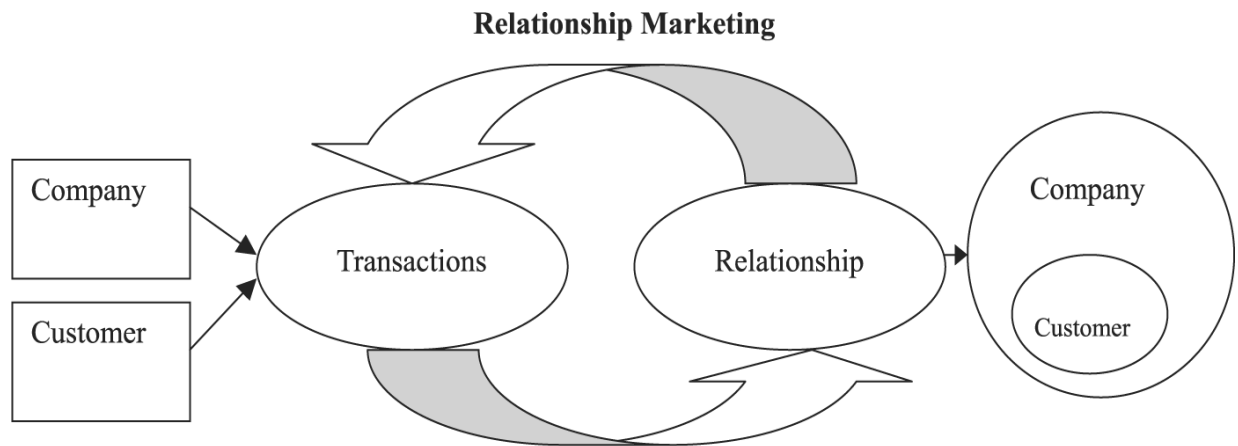 Relationship Marketing
Company
Customer
Transactions
Relationship
Company
Customer